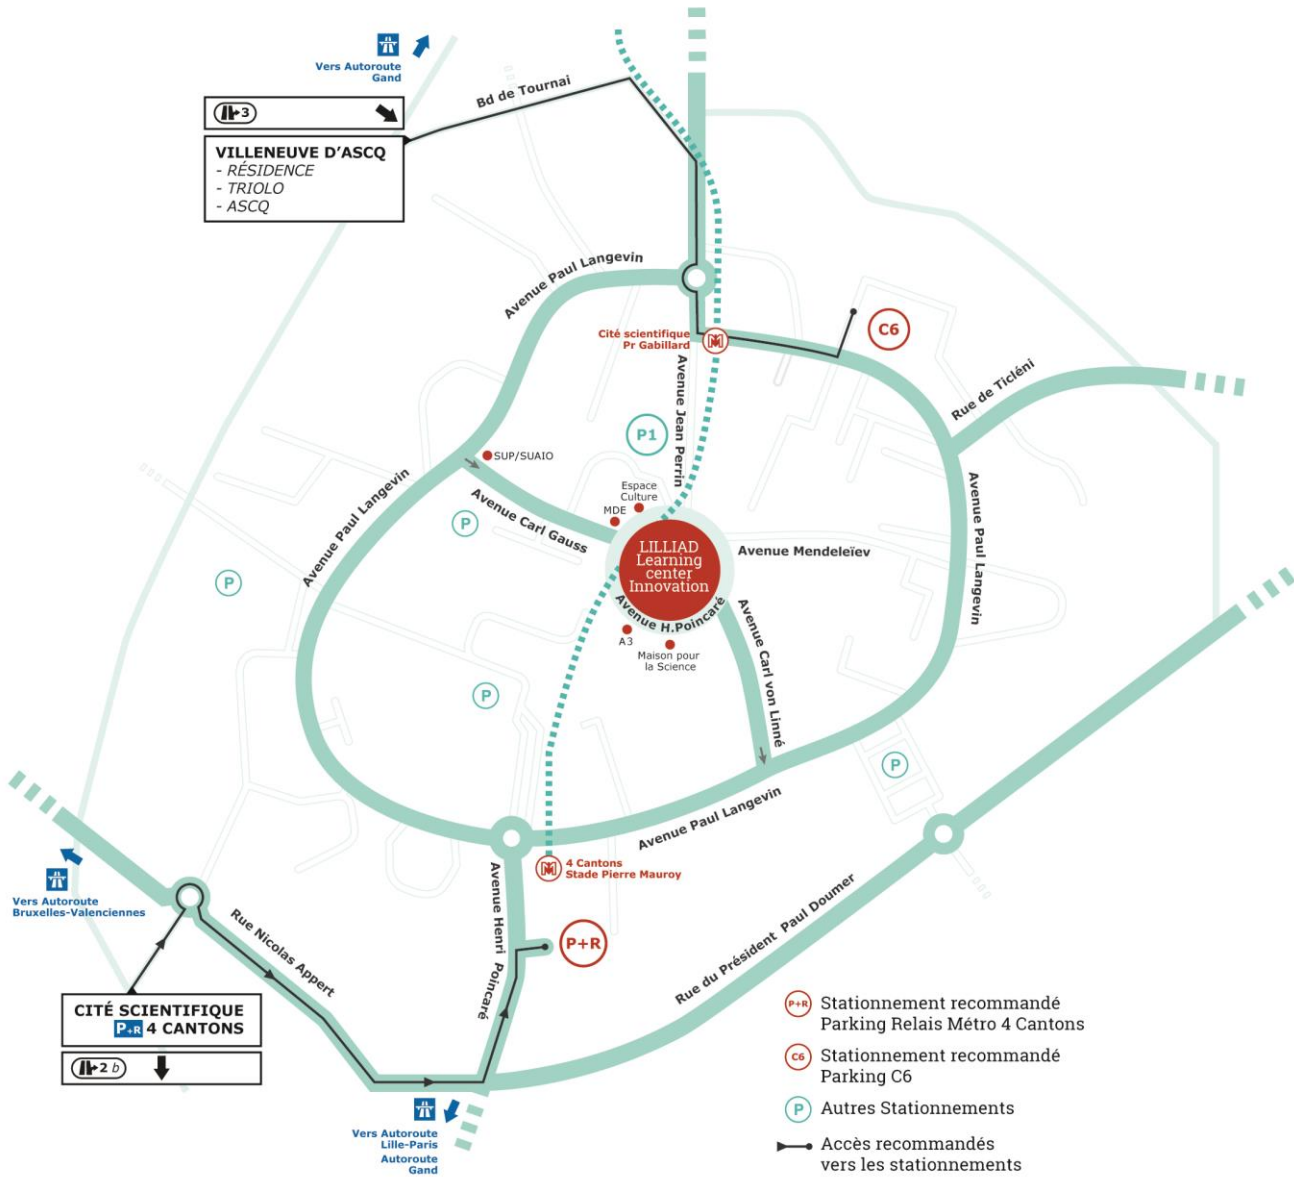 Vers Autoroute
Gand
3
VILLENEUVE D'ASCQ
- RÉSIDENCE
- TRIOLO
- ASCQ
Bd de Tournai
Avenue Paul Langevin
Cité scientifique
Pr Gabillard
C6
Rue de Ticléni
Avenue Jean Perrin
P1
SUP/SUAIO
Avenue Paul Langevin
Avenue Carl Gauss
Espace
Culture
MDE
P
P
LILLIAD
Learning
center
Innovation
Avenue H.Poincaré
Avenue Mendeleïev
Avenue Paul Langevin
A3
Maison pour
la Science
Avenue Carl von Linné
P
P
Avenue Paul Langevin
4 Cantons
Stade Pierre Mauroy
Avenue Henri Poincaré
P+R
Rue du Président Paul Doumer
Vers Autoroute
Bruxelles-Valenciennes
Rue Nicolas Appert
CITÉ SCIENTIFIQUE
P+R 4 CANTONS
2 b
Vers Autoroute
Lille-Paris
Autoroute
Gand
P+R Stationnement recommandé
Parking Relais Métro 4 Cantons
C6 Stationnement recommandé
Parking C6
P Autres Stationnements
Accès recommandés
vers les stationnements